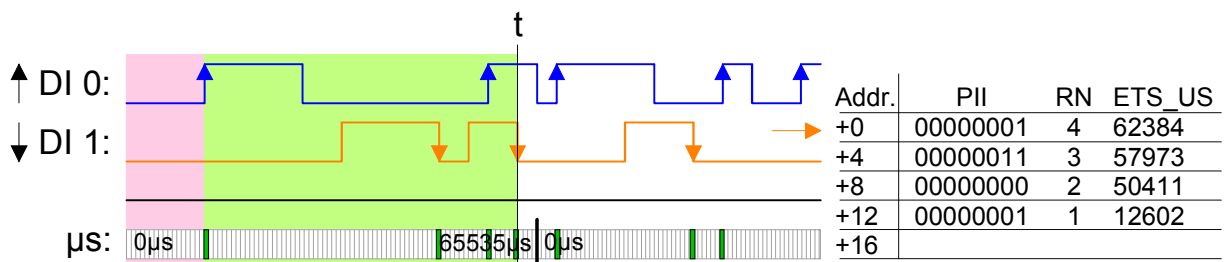 t
DI 0:
DI 1:
µs: 0µs 65535µs 0µs
Addr. PII RN ETS_US
+0 00000001 4 62384
+4 00000011 3 57973
+8 00000000 2 50411
+12 00000001 1 12602
+16